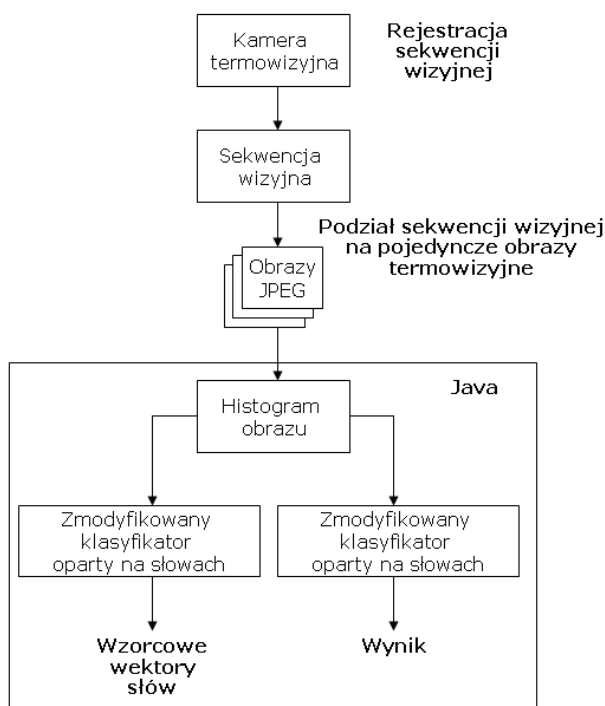 Kamera
termowizyjna
Rejestracja
sekwencji
wizyjnej
Sekwencja
wizyjna
Podział sekwencji wizyjnej
na pojedyncze obrazy
termowizyjne
Obrazy
JPEG
Java
Histogram
obrazu
Zmodyfikowany
klasyfikator
oparty na słowach
Zmodyfikowany
klasyfikator
oparty na słowach
Wzorcowe
wektory
słów
Wynik